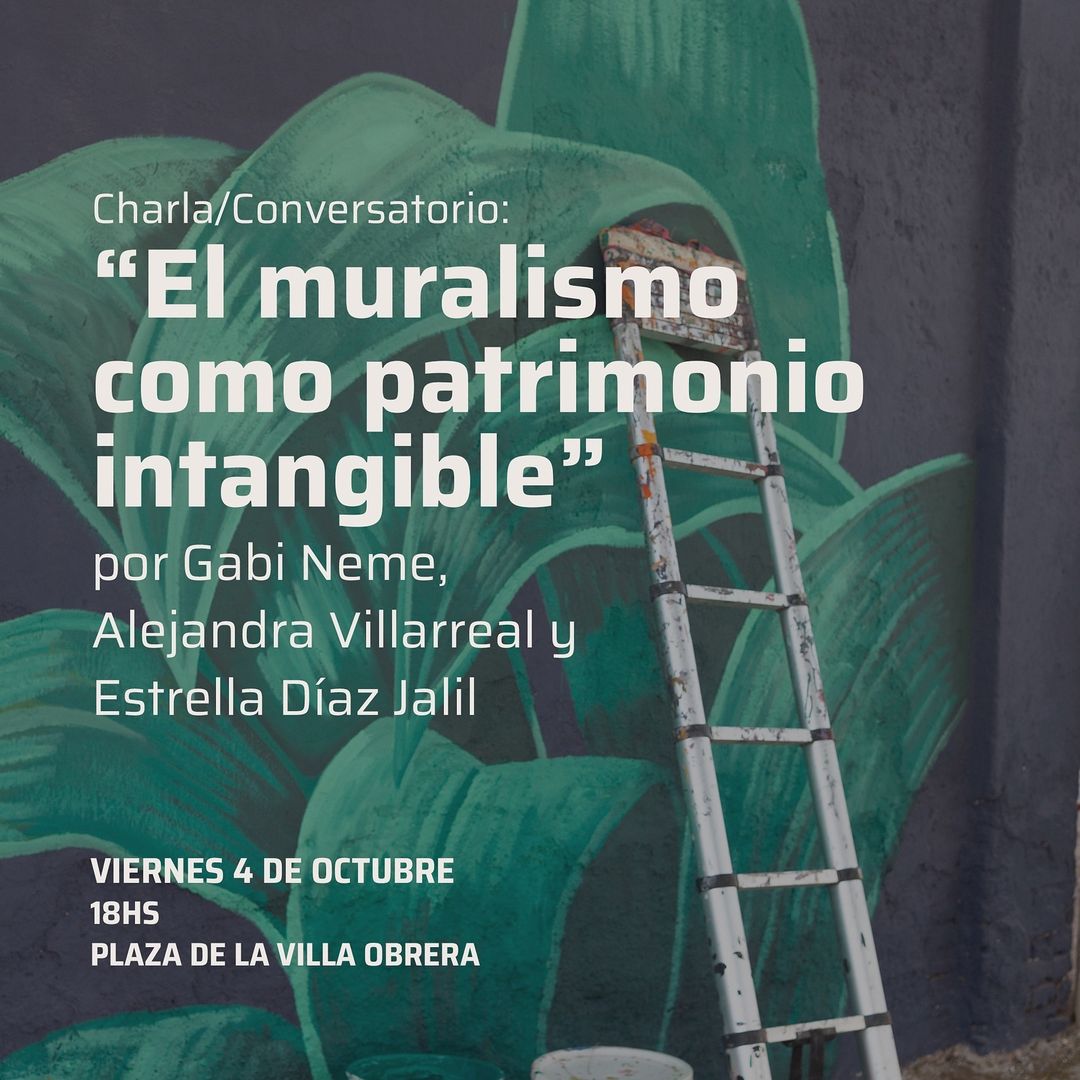 Charla/Conversatorio:
“El muralismo
como patrimonio
intangible”
por Gabi Neme,
Alejandra Villarreal y
Estrella Díaz Jalil
VIERNES 4 DE OCTUBRE
18HS
PLAZA DE LA VILLA OBRERA